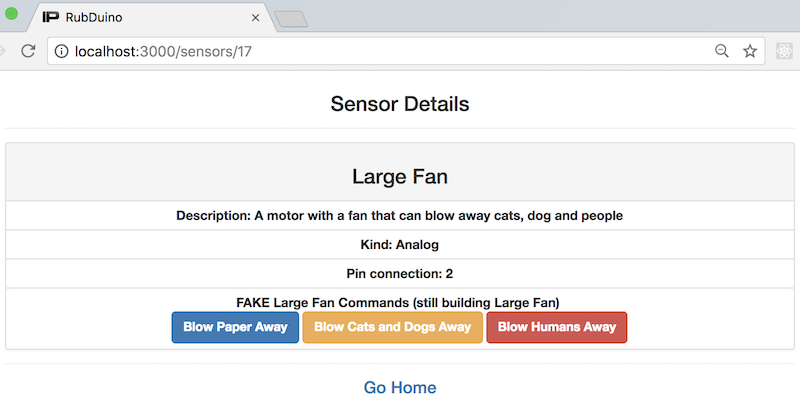 IP RubDuino
localhost:3000/sensors/17
Sensor Details
Large Fan
Description: A motor with a fan that can blow away cats, dog and people
Kind: Analog
Pin connection: 2
FAKE Large Fan Commands (still building Large Fan)
Blow Paper Away Blow Cats and Dogs Away Blow Humans Away
Go Home